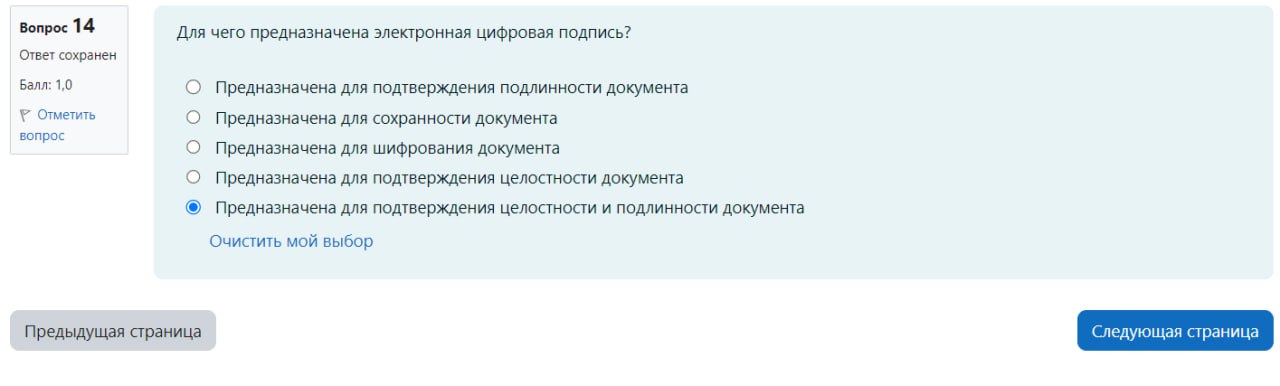 Вопрос 14
Ответ сохранен
Балл: 1,0
Отметить
вопрос
Для чего предназначена электронная цифровая подпись?
Предназначена для подтверждения подлинности документа
Предназначена для сохранности документа
Предназначена для шифрования документа
Предназначена для подтверждения целостности документа
Предназначена для подтверждения целостности и подлинности документа
Очистить мой выбор
Предыдущая страница
Следующая страница